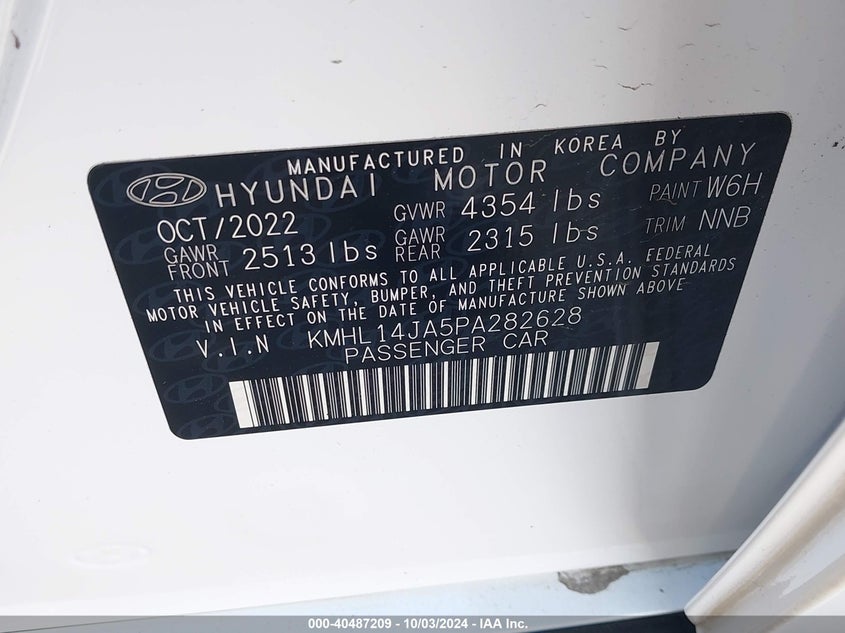 MANUFACTURED IN KOREA BY
HYUNDAI MOTOR COMPANY
OCT/2022 GVWR 4354 lbs PAINT W6H
GAWR FRONT 2513 lbs GAWR REAR 2315 lbs TRIM NNB
THIS VEHICLE CONFORMS TO ALL APPLICABLE U.S.A. FEDERAL
MOTOR VEHICLE SAFETY, BUMPER, AND THEFT PREVENTION STANDARDS
IN EFFECT ON THE DATE OF MANUFACTURE SHOWN ABOVE
V.I.N KMHL14JA5PA282628
PASSENGER CAR
000-40487209 - 10/03/2024 - IAA Inc.